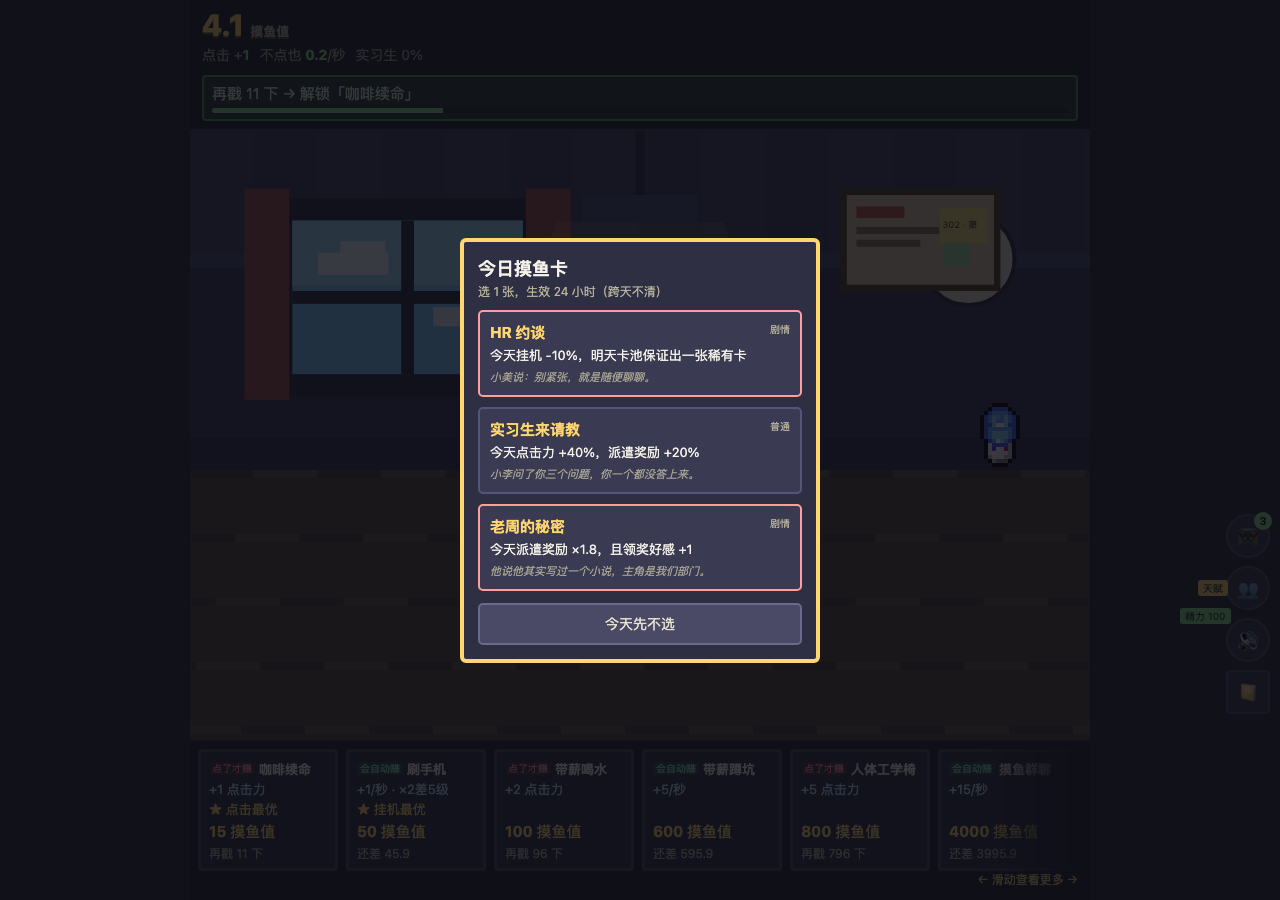 4.1 摸鱼值
点击 +1 不点也 0.2/秒 实习生 0%
再戳 11 下 → 解锁「咖啡续命」
302 · 第
今日摸鱼卡
选 1 张，生效 24 小时（跨天不清）
HR 约谈 剧情
今天挂机 -10%，明天卡池保证出一张稀有卡
小美说：别紧张，就是随便聊聊。
实习生来请教 普通
今天点击力 +40%，派遣奖励 +20%
小李问了你三个问题，你一个都没答上来。
老周的秘密 剧情
今天派遣奖励 ×1.8，且领奖好感 +1
他说他其实写过一个小说，主角是我们部门。
今天先不选
3
天赋
精力 100
点了才赚 咖啡续命
+1 点击力
★ 点击最优
15 摸鱼值
再戳 11 下
会自动赚 刷手机
+1/秒 · ×2差5级
★ 挂机最优
50 摸鱼值
还差 45.9
点了才赚 带薪喝水
+2 点击力
100 摸鱼值
再戳 96 下
会自动赚 带薪蹲坑
+5/秒
600 摸鱼值
还差 595.9
点了才赚 人体工学椅
+5 点击力
800 摸鱼值
再戳 796 下
会自动赚 摸鱼群聊
+15/秒
4000 摸鱼值
还差 3995.9
← 滑动查看更多 →